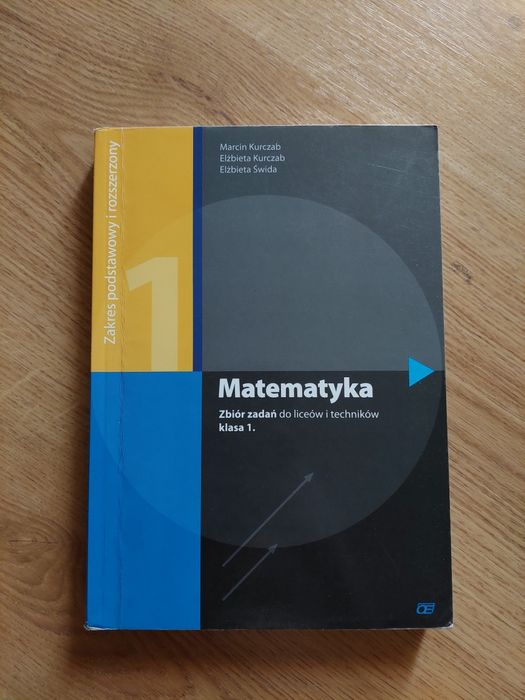 Marcin Kurczab
Elżbieta Kurczab
Elżbieta Świda
Zakres podstawowy i rozszerzony
1
Matematyka
Zbiór zadań do liceów i techników
klasa 1.
OE